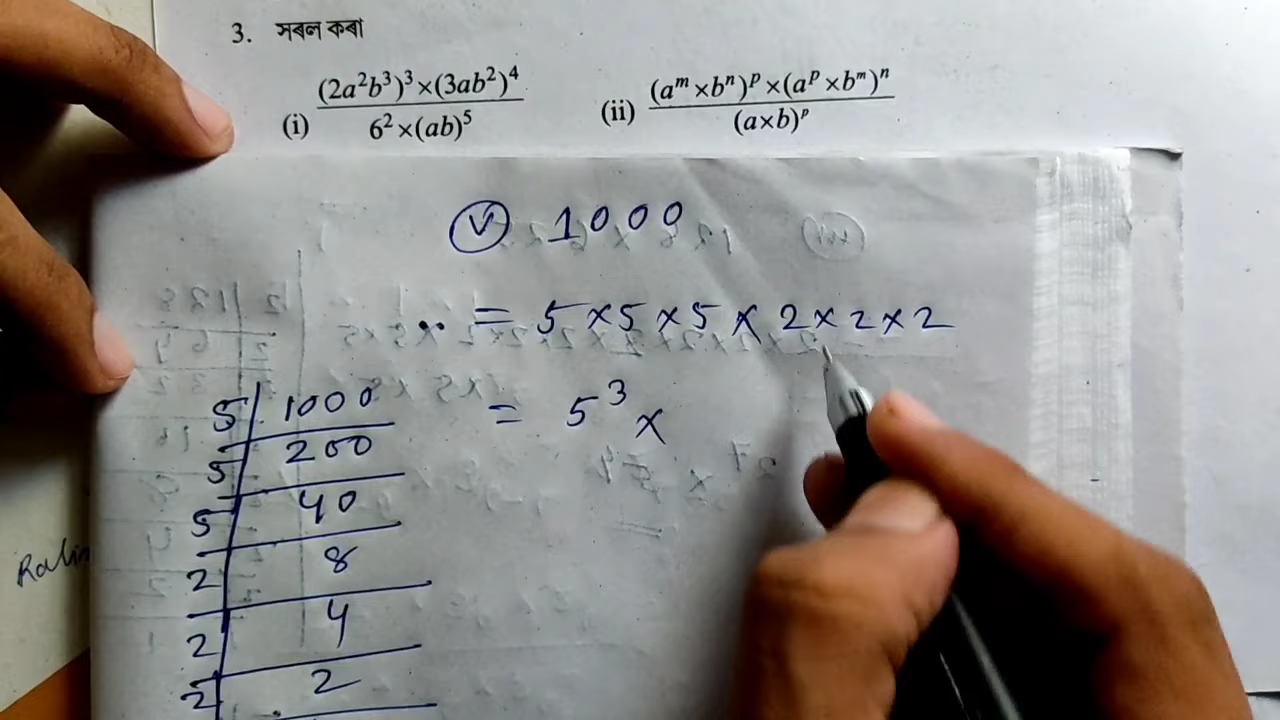 3. সৰল কৰা
(i) (2a²b³)³×(3ab²)⁴ / 6²×(ab)⁵ (ii) (aᵐ×bⁿ)ᵖ×(aᵖ×bᵐ)ⁿ / (a×b)ᵖ
(V) 1000
= 5×5×5×2×2×2
= 5³×
5 | 1000
5 | 200
5 | 40
2 | 8
2 | 4
2 | 2